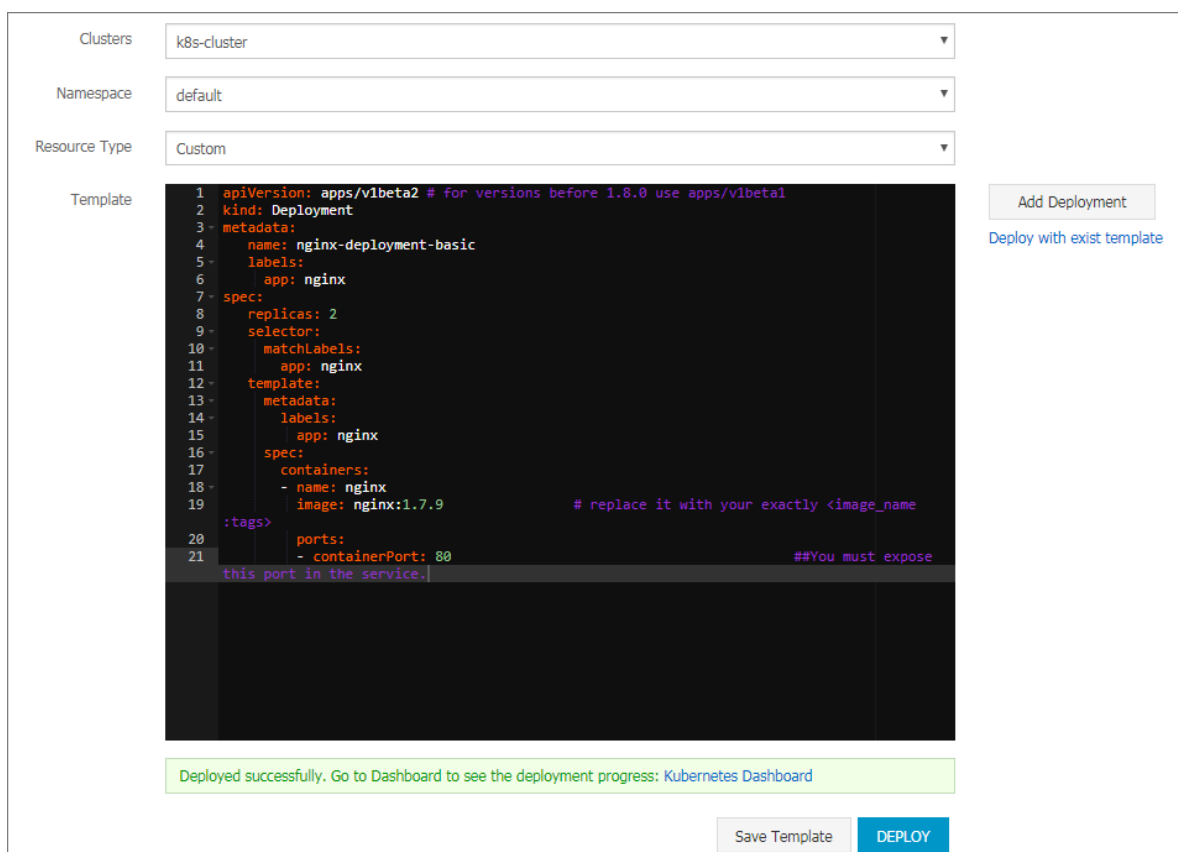 Clusters
k8s-cluster
Namespace
default
Resource Type
Custom
Template
1 apiVersion: apps/v1beta2 # for versions before 1.8.0 use apps/v1beta1
2 kind: Deployment
3 metadata:
4 name: nginx-deployment-basic
5 labels:
6 app: nginx
7 spec:
8 replicas: 2
9 selector:
10 matchLabels:
11 app: nginx
12 template:
13 metadata:
14 labels:
15 app: nginx
16 spec:
17 containers:
18 - name: nginx
19 image: nginx:1.7.9 # replace it with your exactly <image_name
:tags>
20 ports:
21 - containerPort: 80 ##You must expose
this port in the service.
Add Deployment
Deploy with exist template
Deployed successfully. Go to Dashboard to see the deployment progress: Kubernetes Dashboard
Save Template
DEPLOY